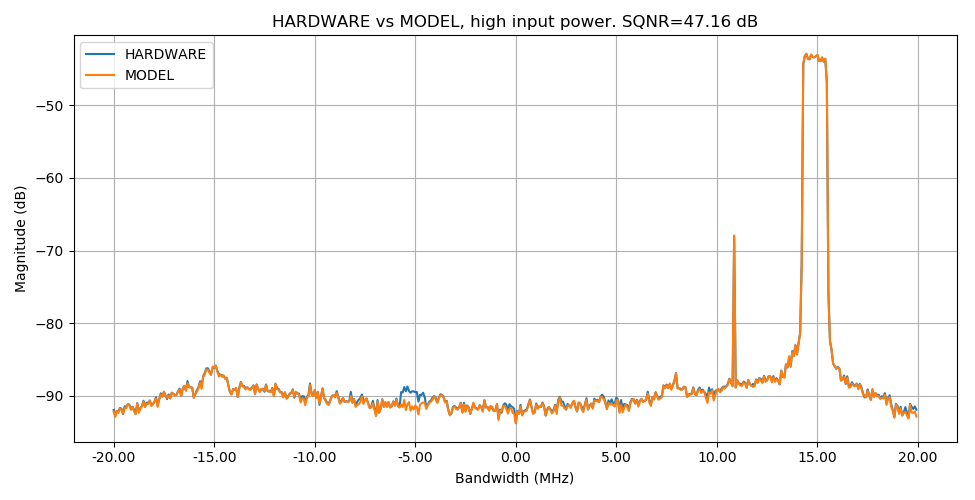 HARDWARE vs MODEL, high input power. SQNR=47.16 dB
HARDWARE
MODEL
Magnitude (dB)
−50
−60
−70
−80
−90
-20.00 -15.00 -10.00 -5.00 0.00 5.00 10.00 15.00 20.00
Bandwidth (MHz)